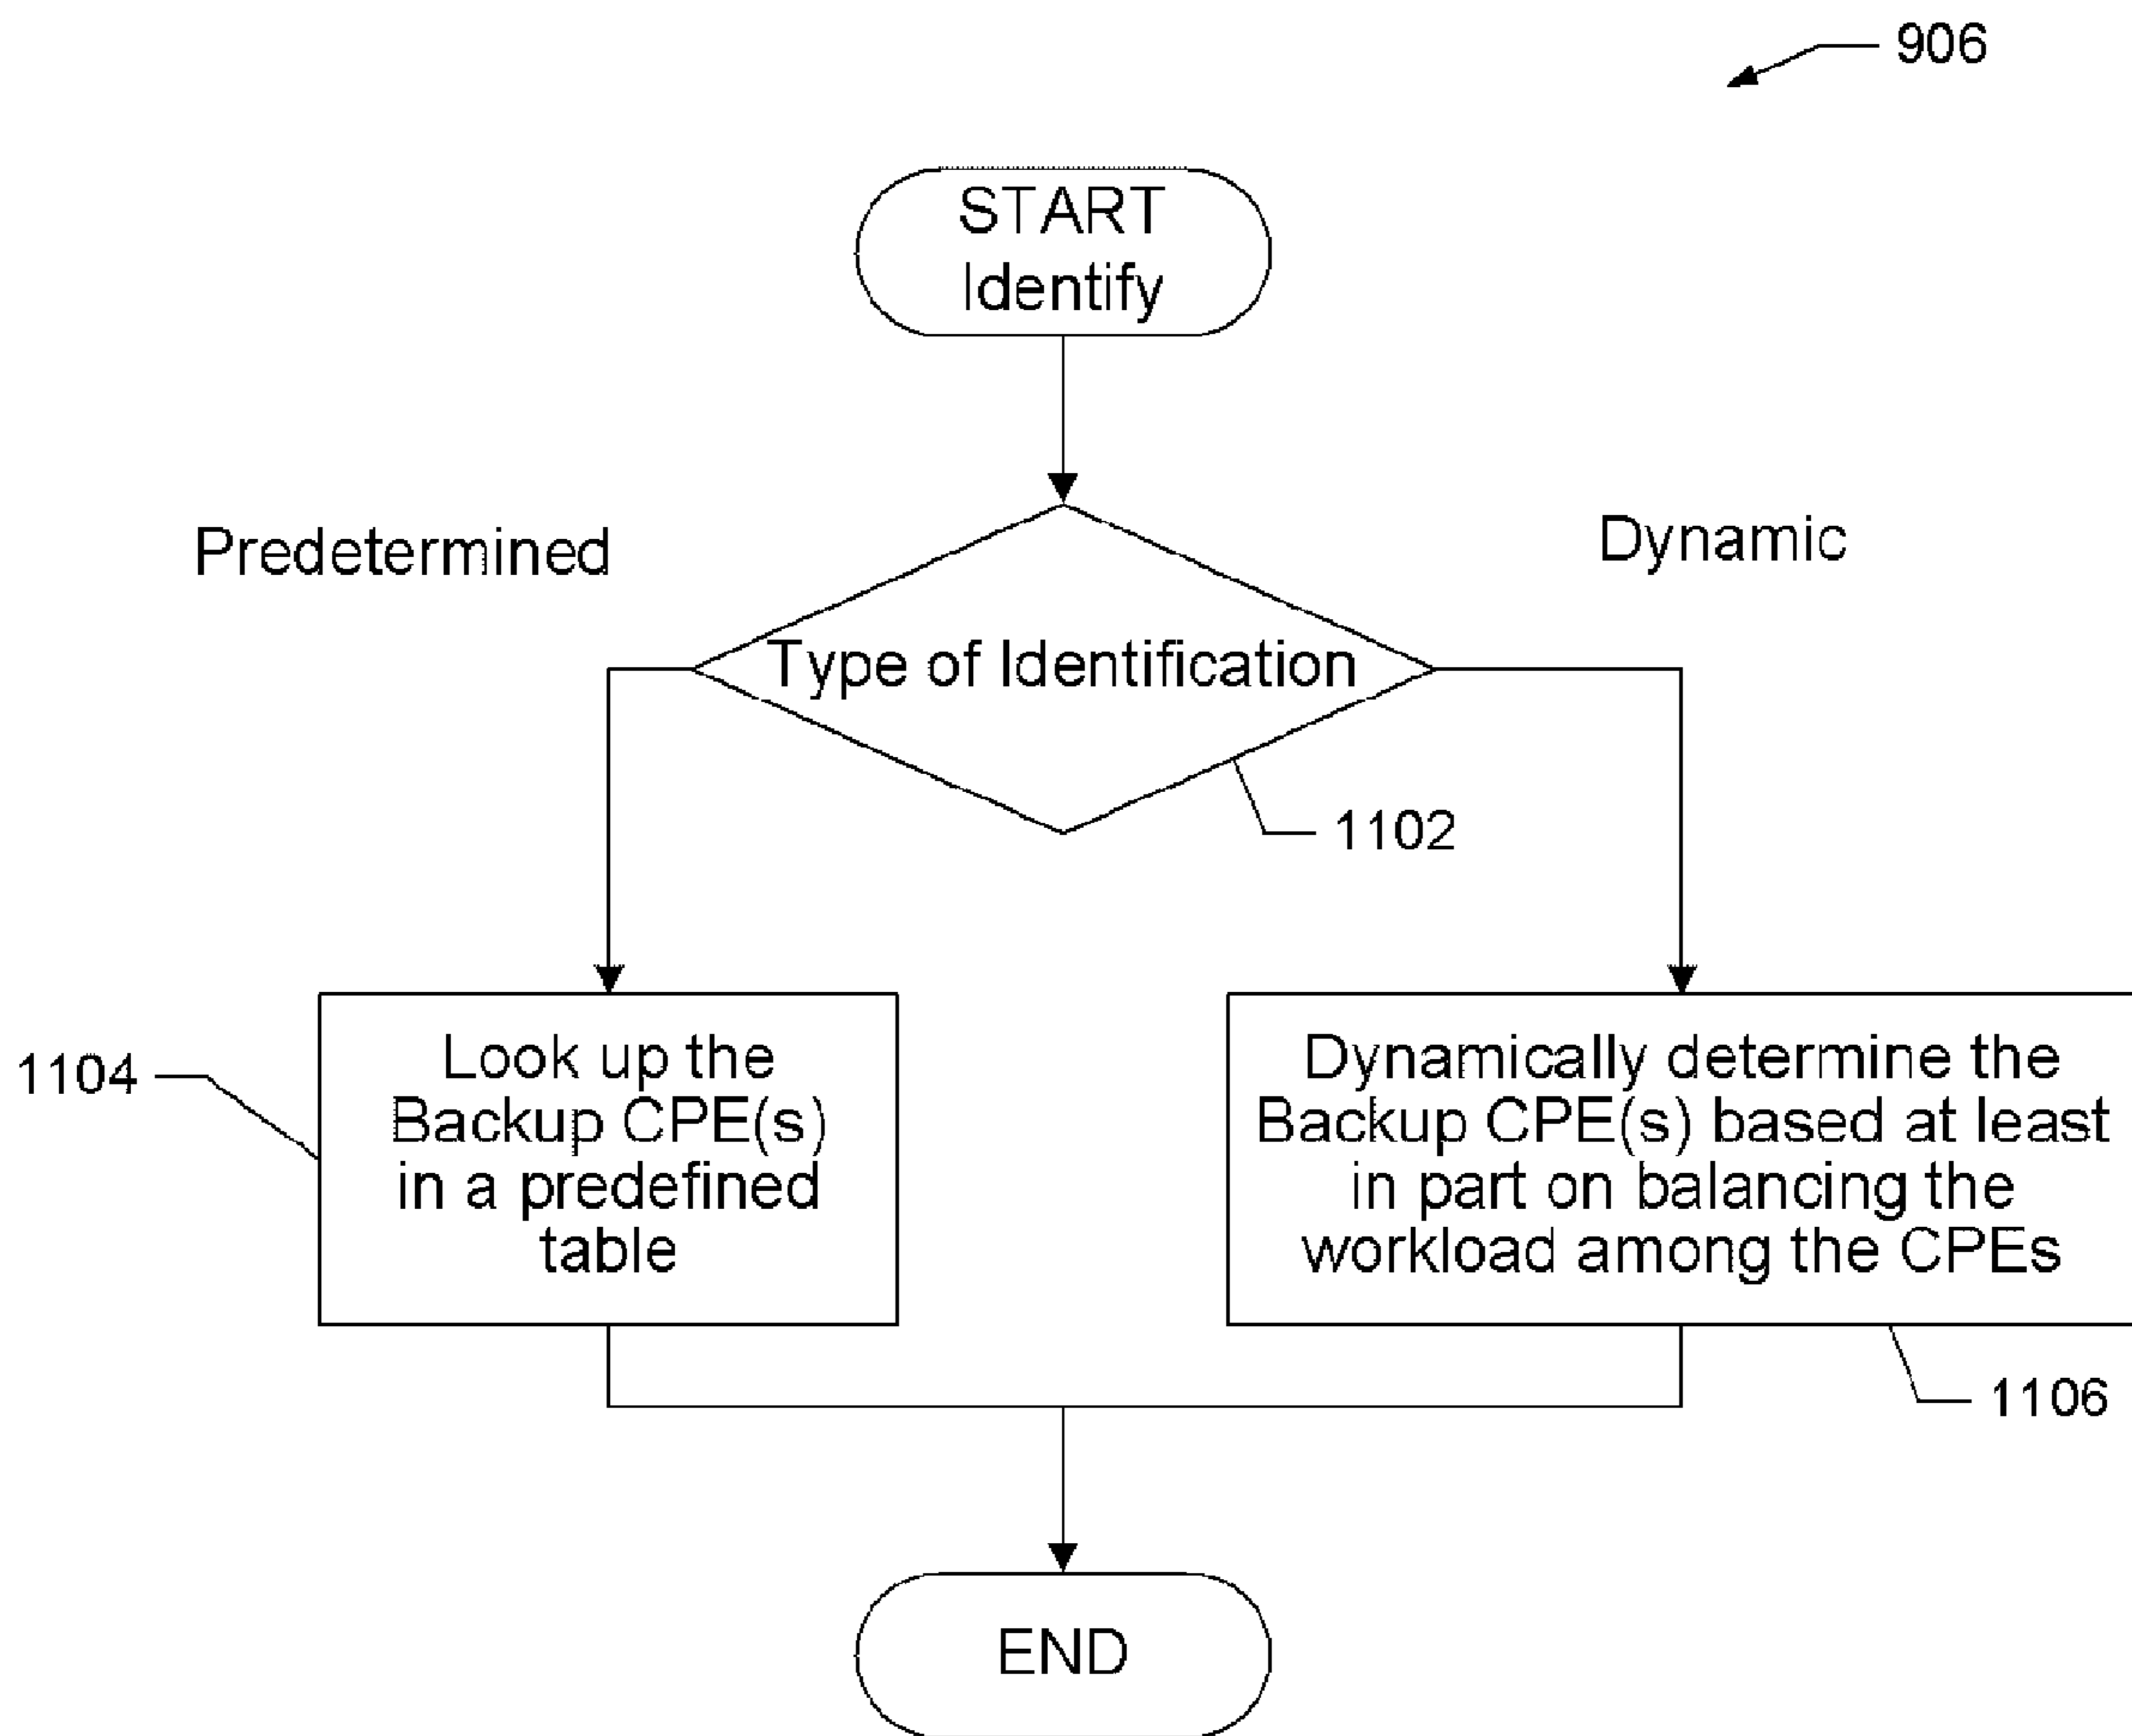 906
START
Identify
Predetermined
Dynamic
Type of Identification
1102
1104
Look up the
Backup CPE(s)
in a predefined
table
Dynamically determine the
Backup CPE(s) based at least
in part on balancing the
workload among the CPEs
1106
END